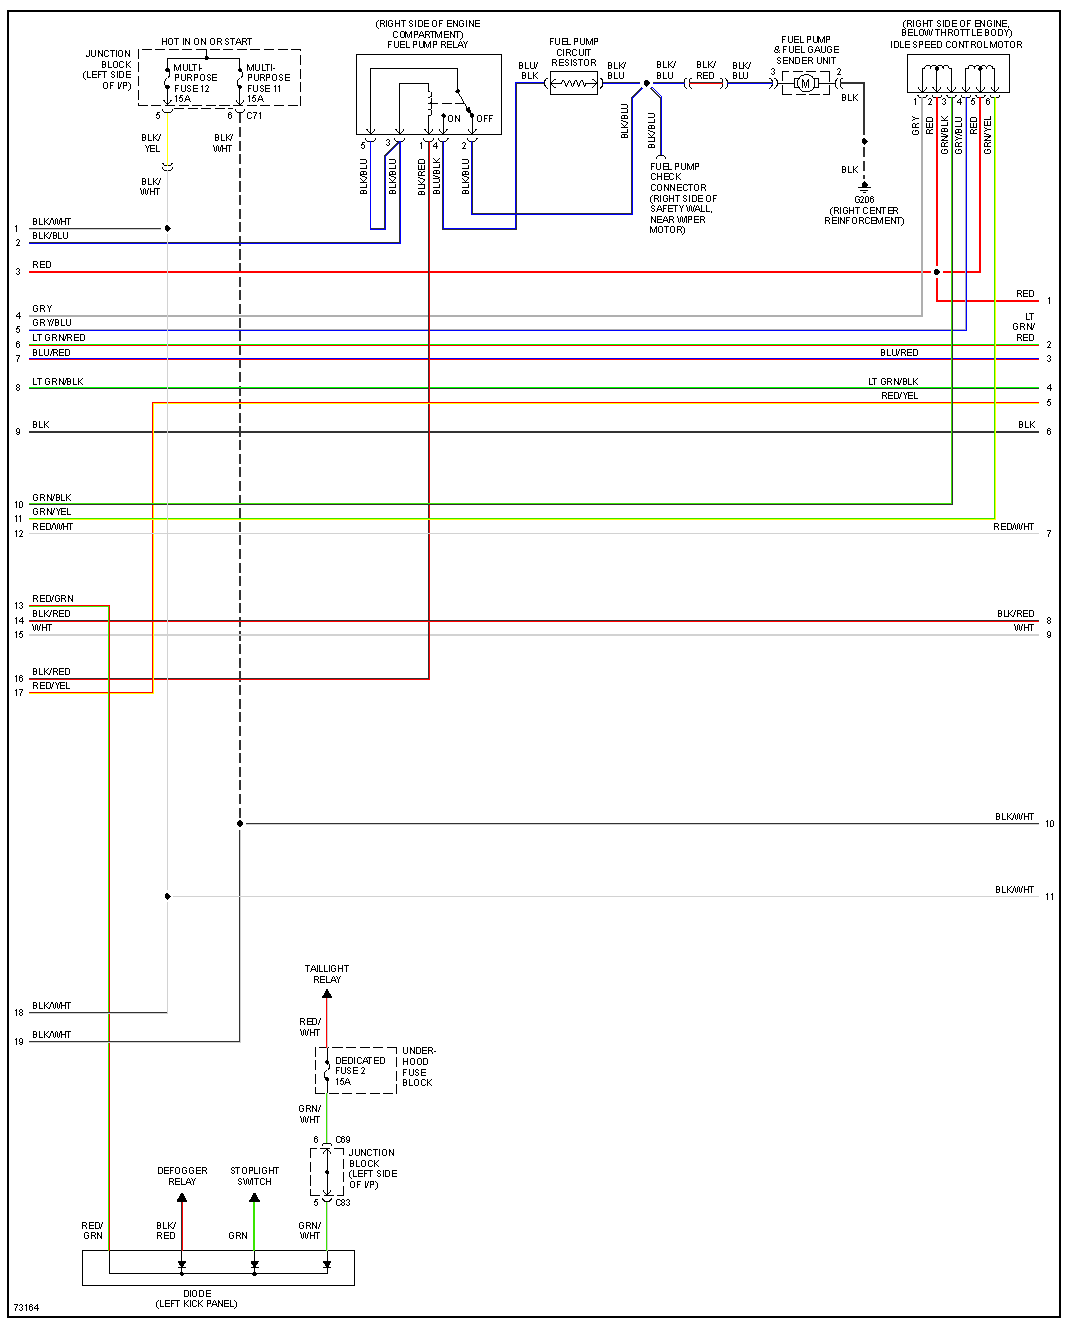 HOT IN ON OR START
JUNCTION
BLOCK
(LEFT SIDE
OF I/P)
MULTI-
PURPOSE
FUSE 12
15A
MULTI-
PURPOSE
FUSE 11
15A
5
6
C71
BLK/
YEL
BLK/
WHT
BLK/
WHT
(RIGHT SIDE OF ENGINE
COMPARTMENT)
FUEL PUMP RELAY
ON
OFF
5
3
1
4
2
BLK/BLU
BLK/BLU
BLK/RED
BLU/BLK
BLK/BLU
FUEL PUMP
CIRCUIT
RESISTOR
BLU/
BLK
BLK/
BLU
BLK/
BLU
BLK/
RED
BLK/
BLU
BLK/BLU
BLK/BLU
FUEL PUMP
CHECK
CONNECTOR
(RIGHT SIDE OF
SAFETY WALL,
NEAR WIPER
MOTOR)
FUEL PUMP
& FUEL GAUGE
SENDER UNIT
3
M
2
BLK
BLK
G206
(RIGHT CENTER
REINFORCEMENT)
(RIGHT SIDE OF ENGINE,
BELOW THROTTLE BODY)
IDLE SPEED CONTROL MOTOR
1
2
3
4
5
6
GRY
RED
GRN/BLK
GRY/BLU
RED
GRN/YEL
1 BLK/WHT
2 BLK/BLU
3 RED
RED 1
4 GRY
5 GRY/BLU
6 LT GRN/RED
LT
GRN/
RED 2
7 BLU/RED
BLU/RED 3
8 LT GRN/BLK
LT GRN/BLK 4
RED/YEL 5
9 BLK
BLK 6
10 GRN/BLK
11 GRN/YEL
12 RED/WHT
RED/WHT 7
13 RED/GRN
14 BLK/RED
BLK/RED 8
15 WHT
WHT 9
16 BLK/RED
17 RED/YEL
BLK/WHT 10
BLK/WHT 11
18 BLK/WHT
19 BLK/WHT
TAILLIGHT
RELAY
RED/
WHT
DEDICATED
FUSE 2
15A
UNDER-
HOOD
FUSE
BLOCK
GRN/
WHT
6
C69
JUNCTION
BLOCK
(LEFT SIDE
OF I/P)
5
C83
DEFOGGER
RELAY
STOPLIGHT
SWITCH
RED/
GRN
BLK/
RED
GRN
GRN/
WHT
DIODE
(LEFT KICK PANEL)
73164